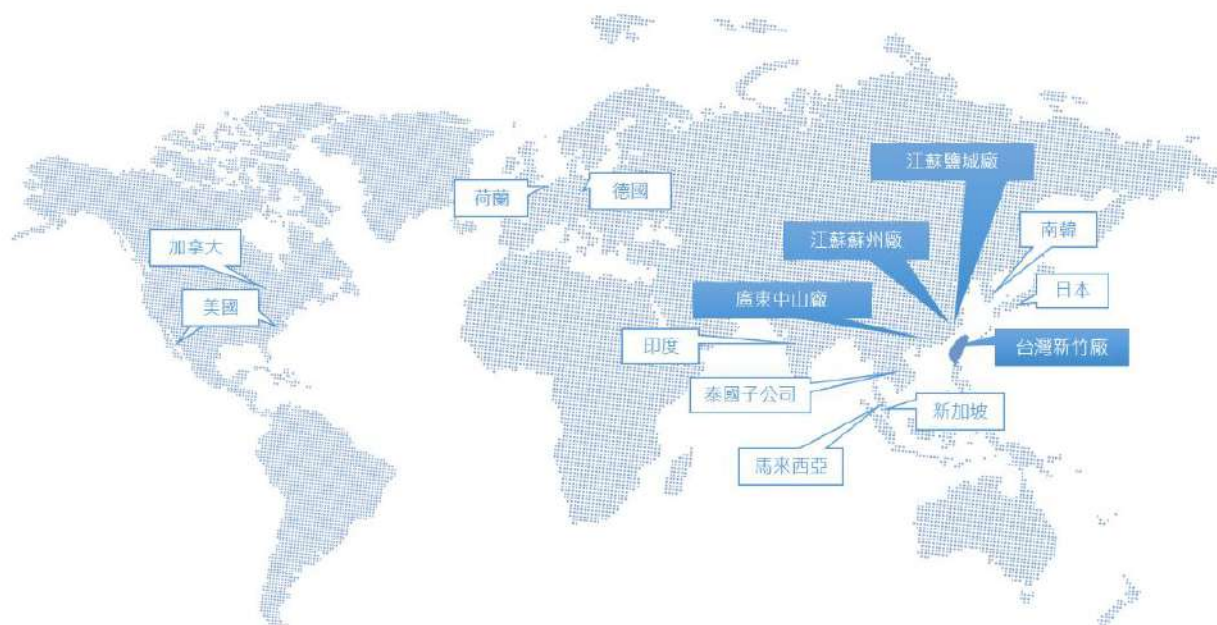 江蘇鹽城廠
荷蘭
德國
南韓
江蘇蘇州廠
加拿大
日本
廣東中山廠
美國
印度
台灣新竹廠
泰國子公司
新加坡
馬來西亞